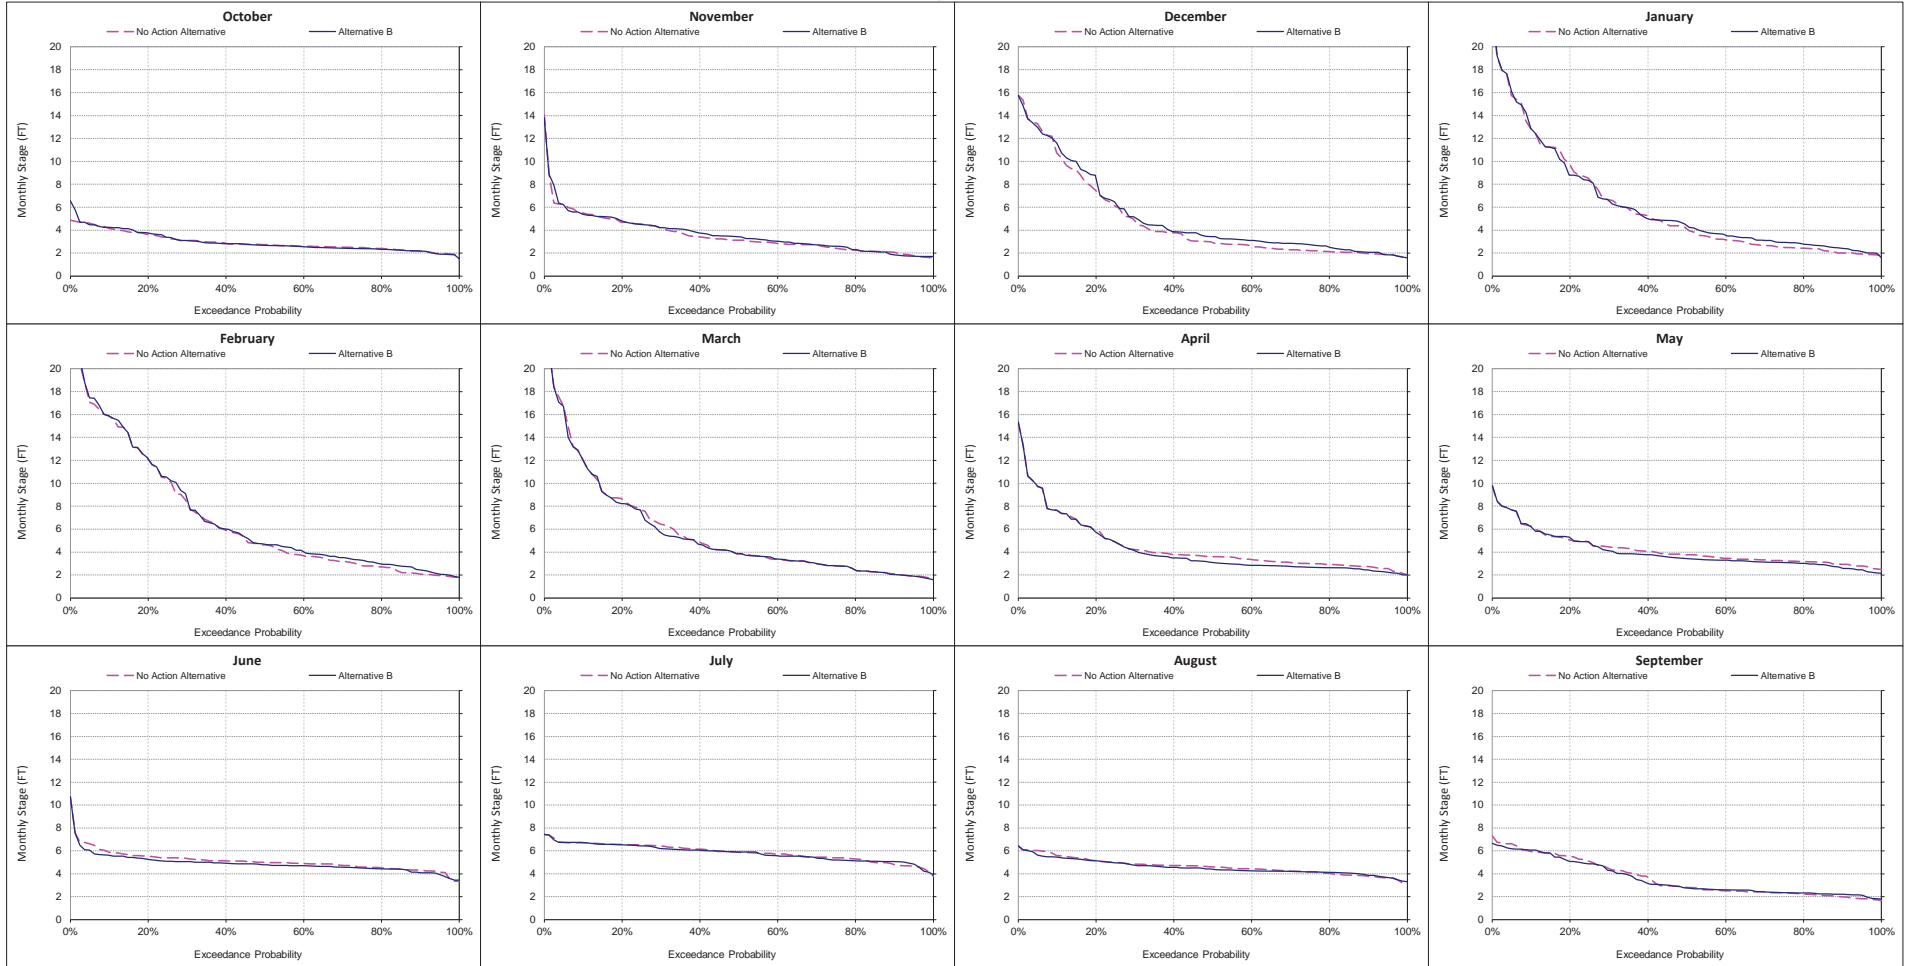 October
No Action Alternative Alternative B
Monthly Stage (FT)
20
18
16
14
12
10
8
6
4
2
0
0% 20% 40% 60% 80% 100%
Exceedance Probability
November
No Action Alternative Alternative B
Monthly Stage (FT)
20
18
16
14
12
10
8
6
4
2
0
0% 20% 40% 60% 80% 100%
Exceedance Probability
December
No Action Alternative Alternative B
Monthly Stage (FT)
20
18
16
14
12
10
8
6
4
2
0
0% 20% 40% 60% 80% 100%
Exceedance Probability
January
No Action Alternative Alternative B
Monthly Stage (FT)
20
18
16
14
12
10
8
6
4
2
0
0% 20% 40% 60% 80% 100%
Exceedance Probability
February
No Action Alternative Alternative B
Monthly Stage (FT)
20
18
16
14
12
10
8
6
4
2
0
0% 20% 40% 60% 80% 100%
Exceedance Probability
March
No Action Alternative Alternative B
Monthly Stage (FT)
20
18
16
14
12
10
8
6
4
2
0
0% 20% 40% 60% 80% 100%
Exceedance Probability
April
No Action Alternative Alternative B
Monthly Stage (FT)
20
18
16
14
12
10
8
6
4
2
0
0% 20% 40% 60% 80% 100%
Exceedance Probability
May
No Action Alternative Alternative B
Monthly Stage (FT)
20
18
16
14
12
10
8
6
4
2
0
0% 20% 40% 60% 80% 100%
Exceedance Probability
June
No Action Alternative Alternative B
Monthly Stage (FT)
20
18
16
14
12
10
8
6
4
2
0
0% 20% 40% 60% 80% 100%
Exceedance Probability
July
No Action Alternative Alternative B
Monthly Stage (FT)
20
18
16
14
12
10
8
6
4
2
0
0% 20% 40% 60% 80% 100%
Exceedance Probability
August
No Action Alternative Alternative B
Monthly Stage (FT)
20
18
16
14
12
10
8
6
4
2
0
0% 20% 40% 60% 80% 100%
Exceedance Probability
September
No Action Alternative Alternative B
Monthly Stage (FT)
20
18
16
14
12
10
8
6
4
2
0
0% 20% 40% 60% 80% 100%
Exceedance Probability